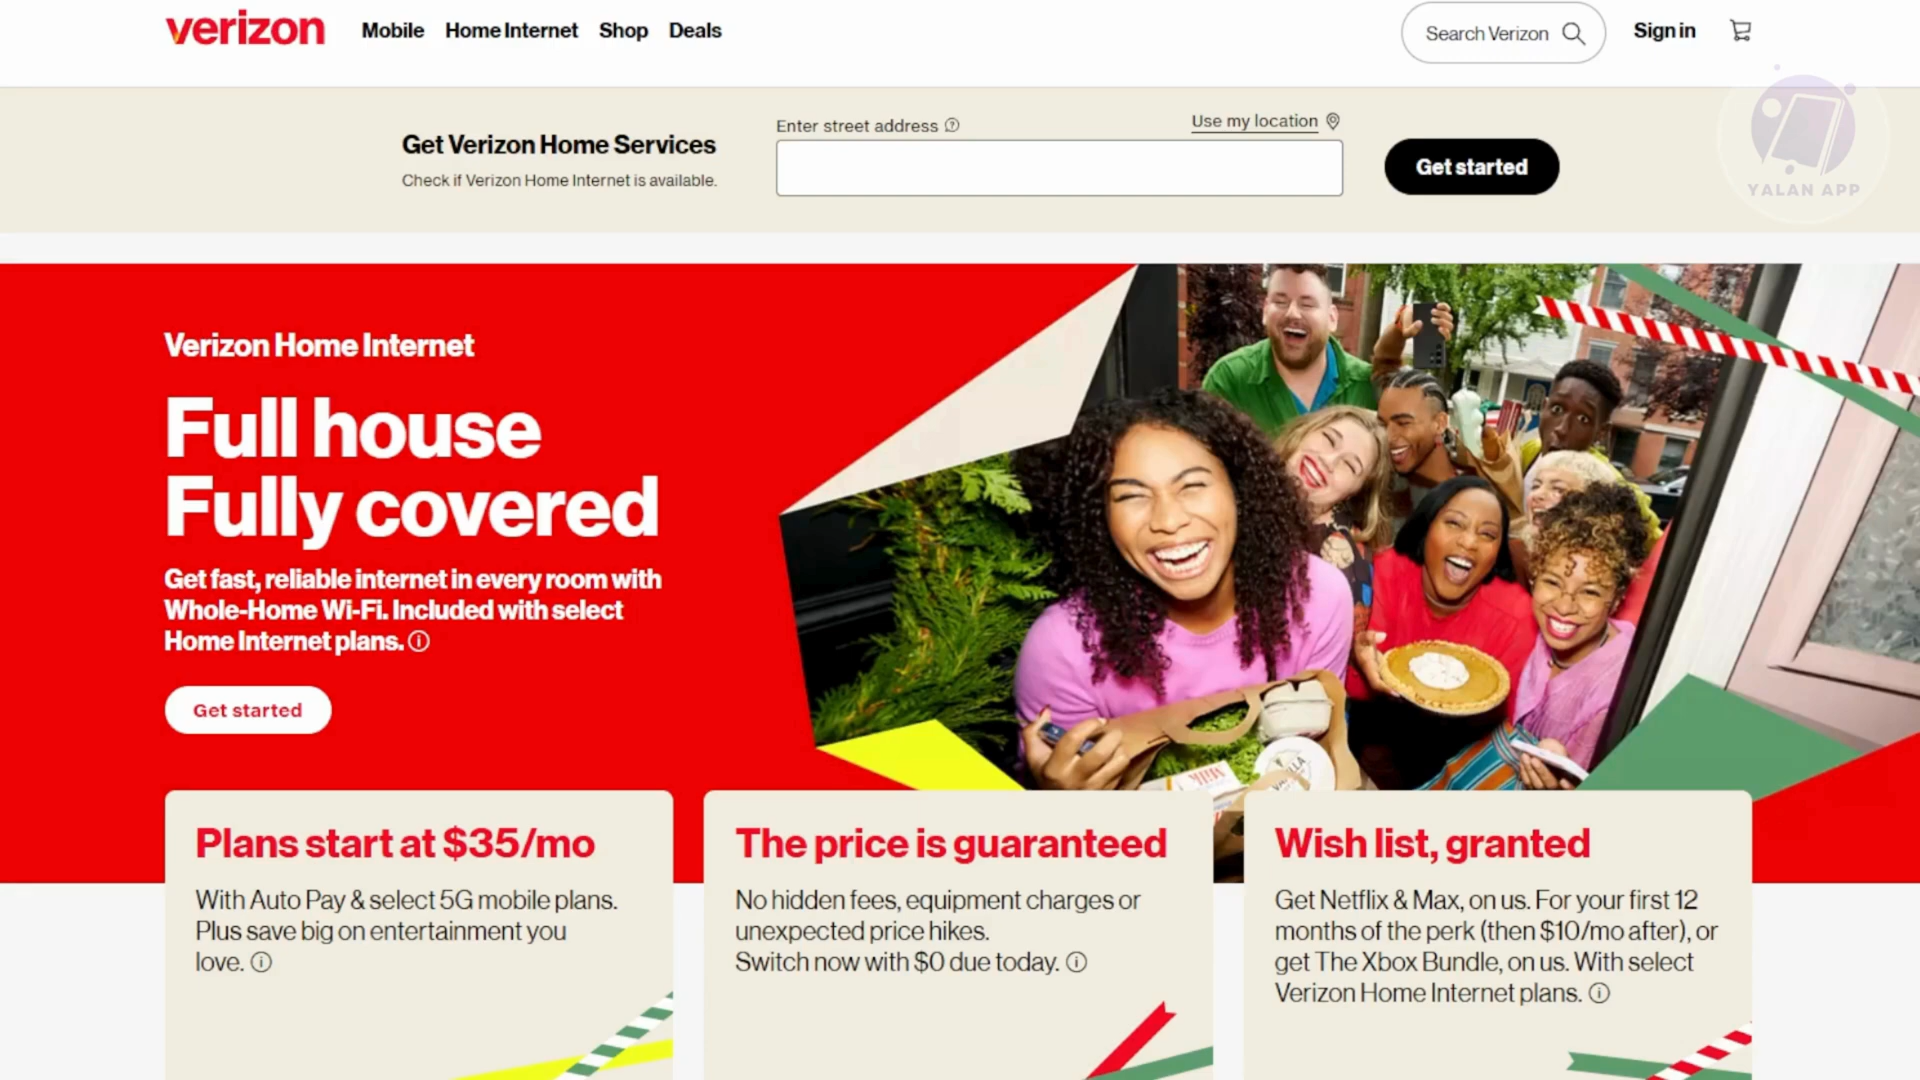 verizon
Mobile Home Internet Shop Deals
Search Verizon
Sign in
YALAN APP
Get Verizon Home Services
Check if Verizon Home Internet is available.
Enter street address
Use my location
Get started
Verizon Home Internet
Full house
Fully covered
Get fast, reliable internet in every room with
Whole-Home Wi-Fi. Included with select
Home Internet plans.
Get started
Plans start at $35/mo
With Auto Pay & select 5G mobile plans.
Plus save big on entertainment you
love.
The price is guaranteed
No hidden fees, equipment charges or
unexpected price hikes.
Switch now with $0 due today.
Wish list, granted
Get Netflix & Max, on us. For your first 12
months of the perk (then $10/mo after), or
get The Xbox Bundle, on us. With select
Verizon Home Internet plans.